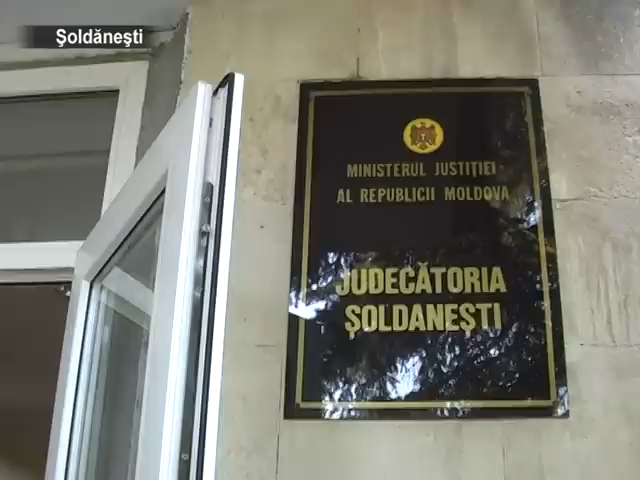 Şoldăneşti
MINISTERUL JUSTIŢIEI
AL REPUBLICII MOLDOVA
JUDECĂTORIA
ŞOLDANEŞTI